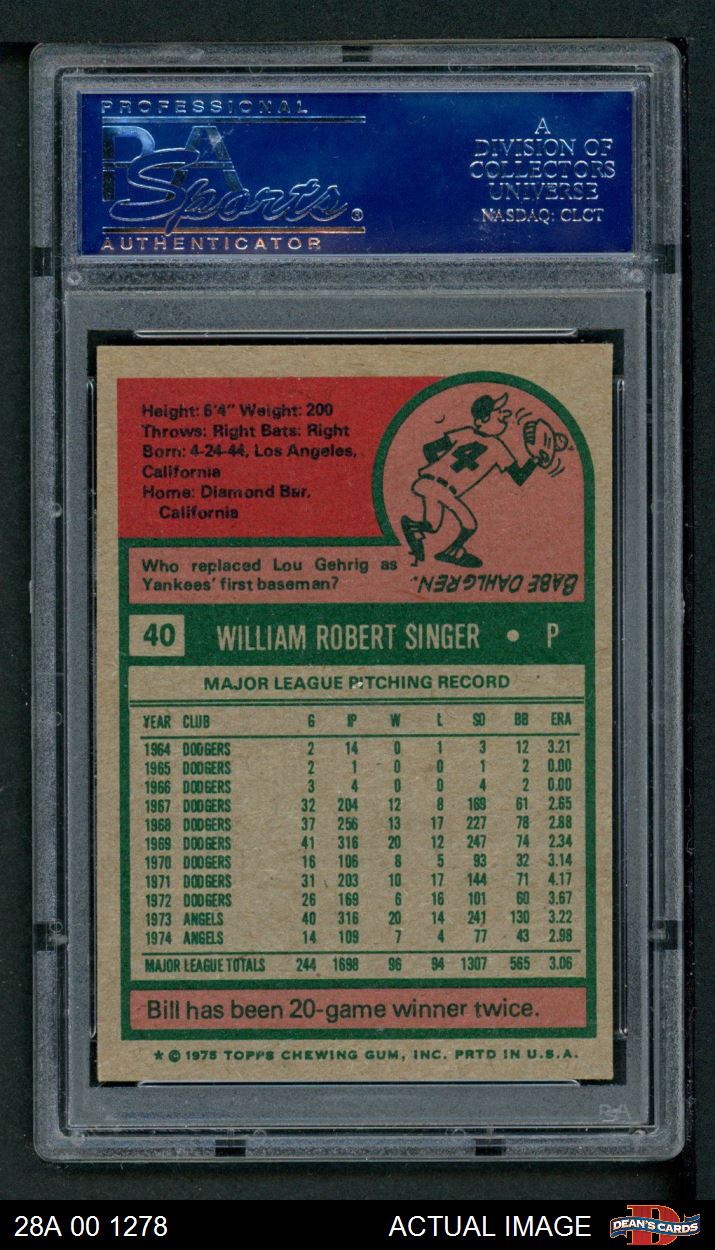 PROFESSIONAL
PSA
Sports®
AUTHENTICATOR
A
DIVISION OF
COLLECTORS
UNIVERSE
NASDAQ: CLCT
Height: 6'4" Weight: 200
Throws: Right Bats: Right
Born: 4-24-44, Los Angeles,
California
Home: Diamond Bar,
California
4
Who replaced Lou Gehrig as
Yankees' first baseman?
BABE DAHLGREN.
40 WILLIAM ROBERT SINGER • P
MAJOR LEAGUE PITCHING RECORD
YEAR CLUB G IP W L SO BB ERA
1964 DODGERS 2 14 0 1 3 12 3.21
1965 DODGERS 2 1 0 0 1 2 0.00
1966 DODGERS 3 4 0 0 4 2 0.00
1967 DODGERS 32 204 12 8 169 61 2.65
1968 DODGERS 37 256 13 17 227 78 2.88
1969 DODGERS 41 316 20 12 247 74 2.34
1970 DODGERS 16 106 8 5 93 32 3.14
1971 DODGERS 31 203 10 17 144 71 4.17
1972 DODGERS 26 169 6 16 101 60 3.67
1973 ANGELS 40 316 20 14 241 130 3.22
1974 ANGELS 14 109 7 4 77 43 2.98
MAJOR LEAGUE TOTALS 244 1698 96 94 1307 565 3.06
Bill has been 20-game winner twice.
* © 1975 TOPPS CHEWING GUM, INC. PRTD IN U.S.A.
PSA
28A 00 1278 ACTUAL IMAGE DEAN'S CARDS